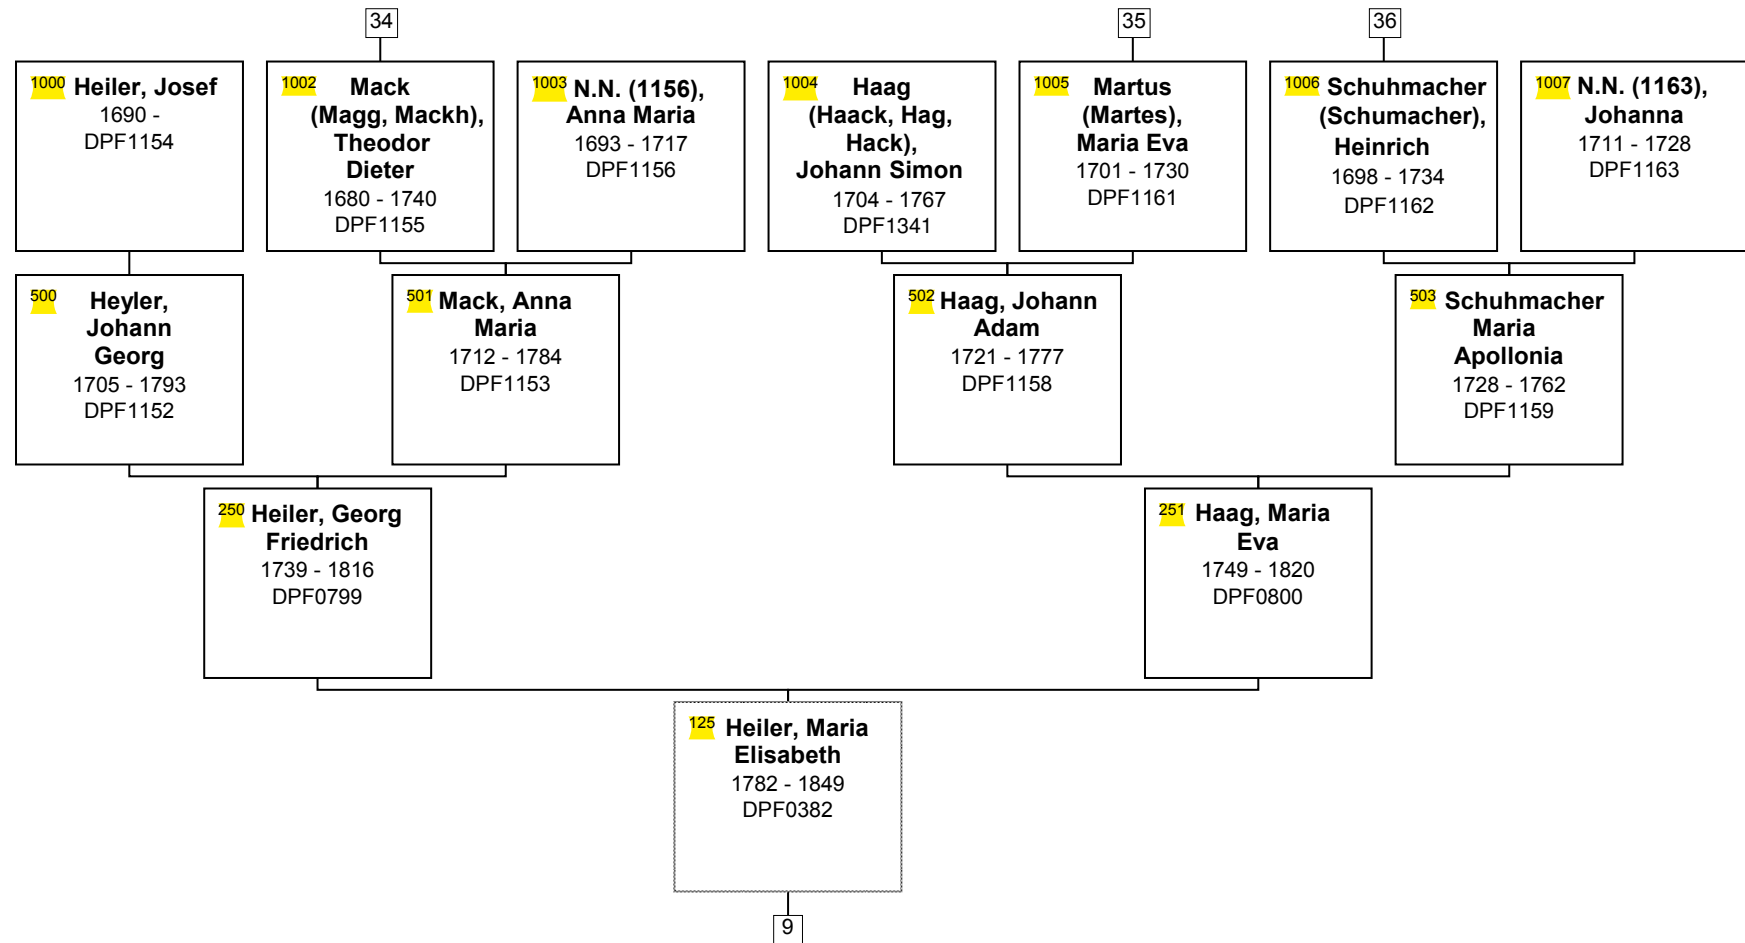 34
35
36
1000 Heiler, Josef
1690 -
DPF1154
1002 Mack
(Magg, Mackh),
Theodor
Dieter
1680 - 1740
DPF1155
1003 N.N. (1156),
Anna Maria
1693 - 1717
DPF1156
1004 Haag
(Haack, Hag,
Hack),
Johann Simon
1704 - 1767
DPF1341
1005 Martus
(Martes),
Maria Eva
1701 - 1730
DPF1161
1006 Schuhmacher
(Schumacher),
Heinrich
1698 - 1734
DPF1162
1007 N.N. (1163),
Johanna
1711 - 1728
DPF1163
500 Heyler,
Johann
Georg
1705 - 1793
DPF1152
501 Mack, Anna
Maria
1712 - 1784
DPF1153
502 Haag, Johann
Adam
1721 - 1777
DPF1158
503 Schuhmacher
Maria
Apollonia
1728 - 1762
DPF1159
250 Heiler, Georg
Friedrich
1739 - 1816
DPF0799
251 Haag, Maria
Eva
1749 - 1820
DPF0800
125 Heiler, Maria
Elisabeth
1782 - 1849
DPF0382
9